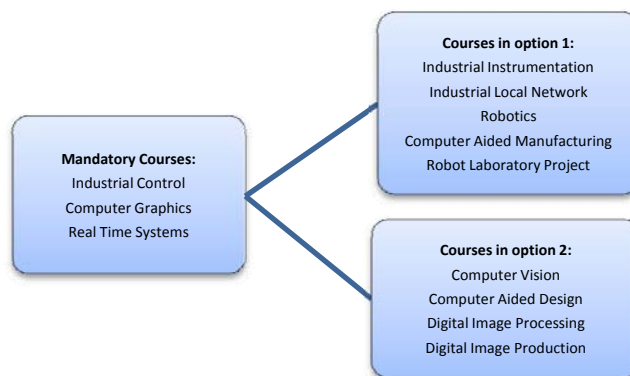 Mandatory Courses:
Industrial Control
Computer Graphics
Real Time Systems
Courses in option 1:
Industrial Instrumentation
Industrial Local Network
Robotics
Computer Aided Manufacturing
Robot Laboratory Project
Courses in option 2:
Computer Vision
Computer Aided Design
Digital Image Processing
Digital Image Production